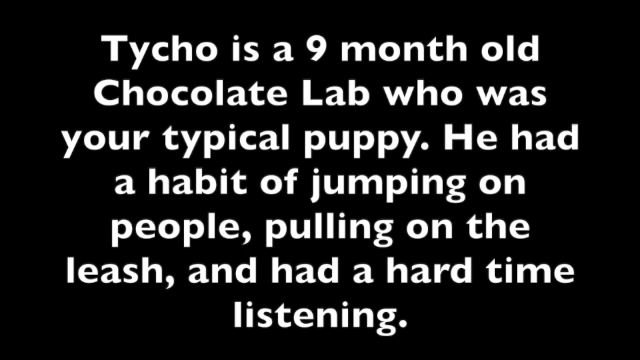 Tycho is a 9 month old
Chocolate Lab who was
your typical puppy. He had
a habit of jumping on
people, pulling on the
leash, and had a hard time
listening.